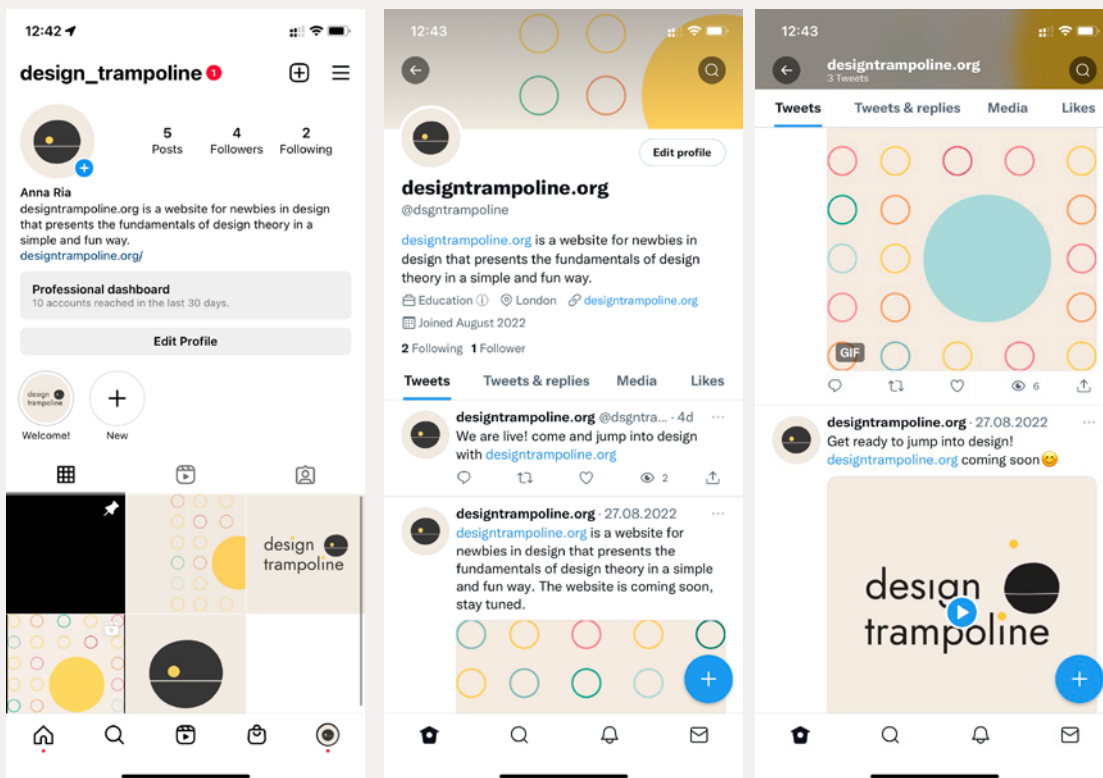 12:42
design_trampoline 1
5 4 2
Posts Followers Following
Anna Ria
designtrampoline.org is a website for newbies in design
that presents the fundamentals of design theory in a
simple and fun way.
designtrampoline.org/
Professional dashboard
10 accounts reached in the last 30 days.
Edit Profile
design
trampoline
Welcome!
New
design
trampoline
12:43
Edit profile
designtrampoline.org
@dsgntrampoline
designtrampoline.org is a website for newbies in
design that presents the fundamentals of design
theory in a simple and fun way.
Education London designtrampoline.org
Joined August 2022
2 Following 1 Follower
Tweets Tweets & replies Media Likes
designtrampoline.org @dsgntra... · 4d
We are live! come and jump into design
with designtrampoline.org
2
designtrampoline.org · 27.08.2022
designtrampoline.org is a website for
newbies in design that presents the
fundamentals of design theory in a simple
and fun way. The website is coming soon,
stay tuned.
12:43
designtrampoline.org
3 Tweets
Tweets Tweets & replies Media Likes
GIF
6
designtrampoline.org · 27.08.2022
Get ready to jump into design!
designtrampoline.org coming soon😊
design
trampoline